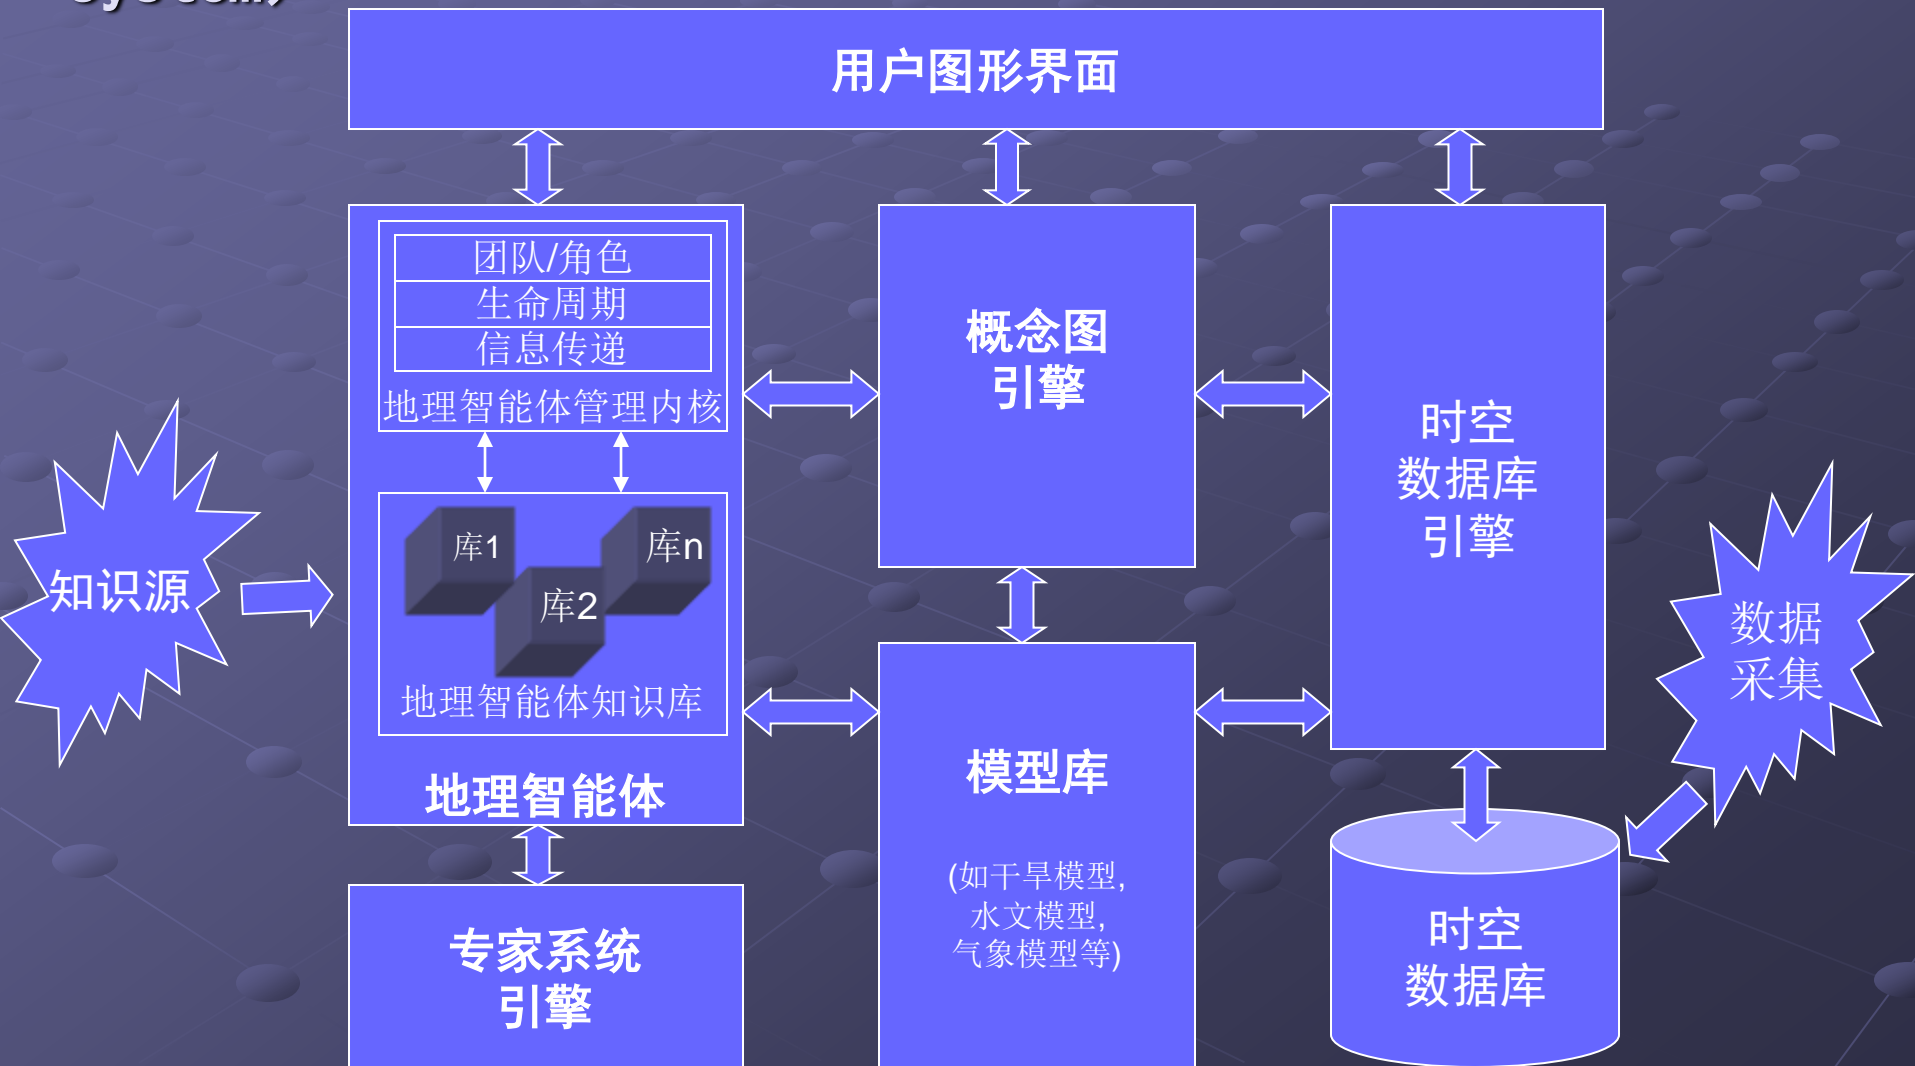 用户图形界面
团队/角色
生命周期
信息传递
地理智能体管理内核
库1
库2
库n
地理智能体知识库
地理智能体
专家系统
引擎
知识源
概念图
引擎
模型库
(如干旱模型,
水文模型,
气象模型等)
时空
数据库
引擎
时空
数据库
数据
采集